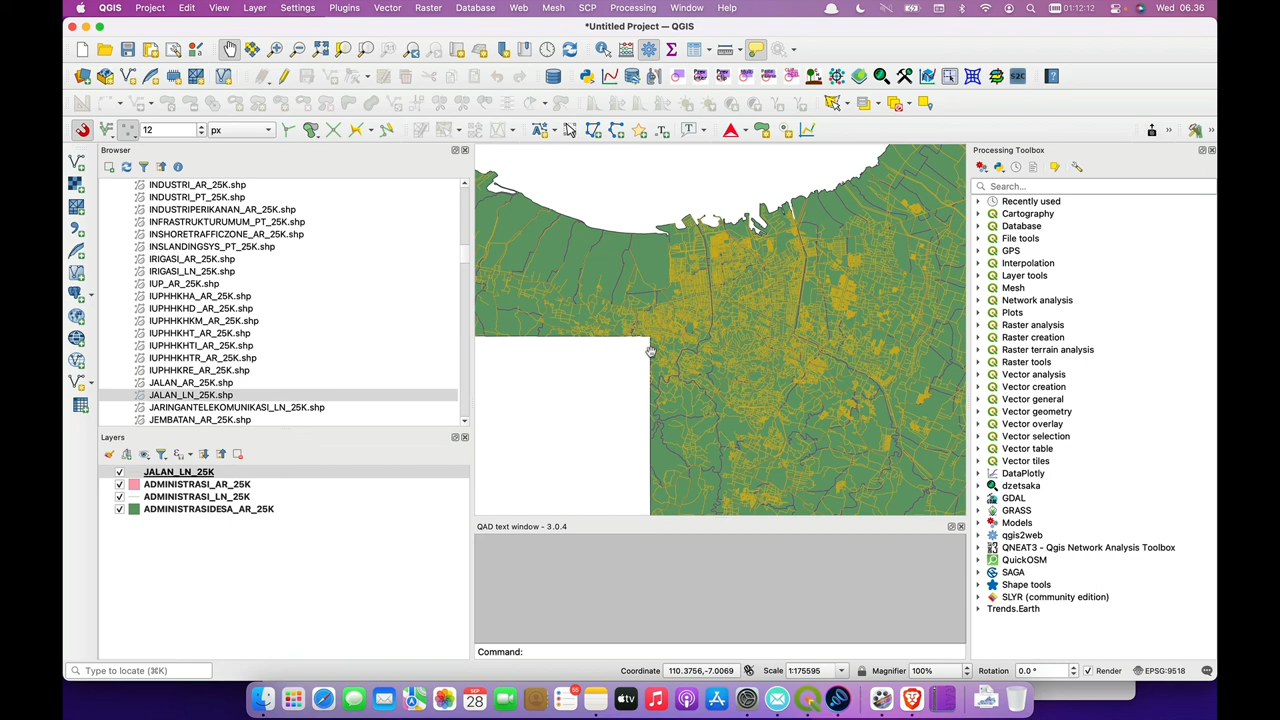 QGIS
Project
Edit
View
Layer
Settings
Plugins
Vector
Raster
Database
Web
Mesh
SCP
Processing
Window
Help
01:12:12
Wed 06.36
*Untitled Project — QGIS
12
px
Browser
INDUSTRI_AR_25K.shp
INDUSTRI_PT_25K.shp
INDUSTRIPERIKANAN_AR_25K.shp
INFRASTRUKTURUMUM_PT_25K.shp
INSHORETRAFFICZONE_AR_25K.shp
INSLANDINGSYS_PT_25K.shp
IRIGASI_AR_25K.shp
IRIGASI_LN_25K.shp
IUP_AR_25K.shp
IUPHHKHA_AR_25K.shp
IUPHHKHD_AR_25K.shp
IUPHHKHKM_AR_25K.shp
IUPHHKHT_AR_25K.shp
IUPHHKHTI_AR_25K.shp
IUPHHKHTR_AR_25K.shp
IUPHHKRE_AR_25K.shp
JALAN_AR_25K.shp
JALAN_LN_25K.shp
JARINGANTELEKOMUNIKASI_LN_25K.shp
JEMBATAN_AR_25K.shp
Layers
JALAN_LN_25K
ADMINISTRASI_AR_25K
ADMINISTRASI_LN_25K
ADMINISTRASIDESA_AR_25K
QAD text window - 3.0.4
Command:
Processing Toolbox
Search...
Recently used
Cartography
Database
File tools
GPS
Interpolation
Layer tools
Mesh
Network analysis
Plots
Raster analysis
Raster creation
Raster terrain analysis
Raster tools
Vector analysis
Vector creation
Vector general
Vector geometry
Vector overlay
Vector selection
Vector table
Vector tiles
DataPlotly
dzetsaka
GDAL
GRASS
Models
qgis2web
QNEAT3 - Qgis Network Analysis Toolbox
QuickOSM
SAGA
Shape tools
SLYR (community edition)
Trends.Earth
Type to locate (⌘K)
Coordinate
110.3756,-7.0069
Scale
1:175595
Magnifier
100%
Rotation
0.0 °
Render
EPSG:9518
SEP
28